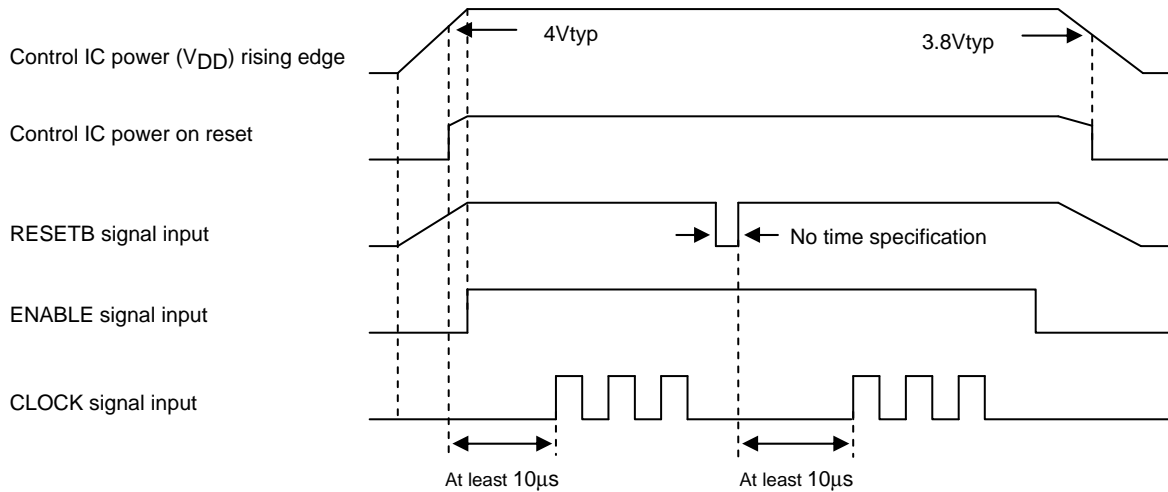 4Vtyp
3.8Vtyp
Control IC power (VDD) rising edge
Control IC power on reset
RESETB signal input
No time specification
ENABLE signal input
CLOCK signal input
At least 10μs
At least 10μs